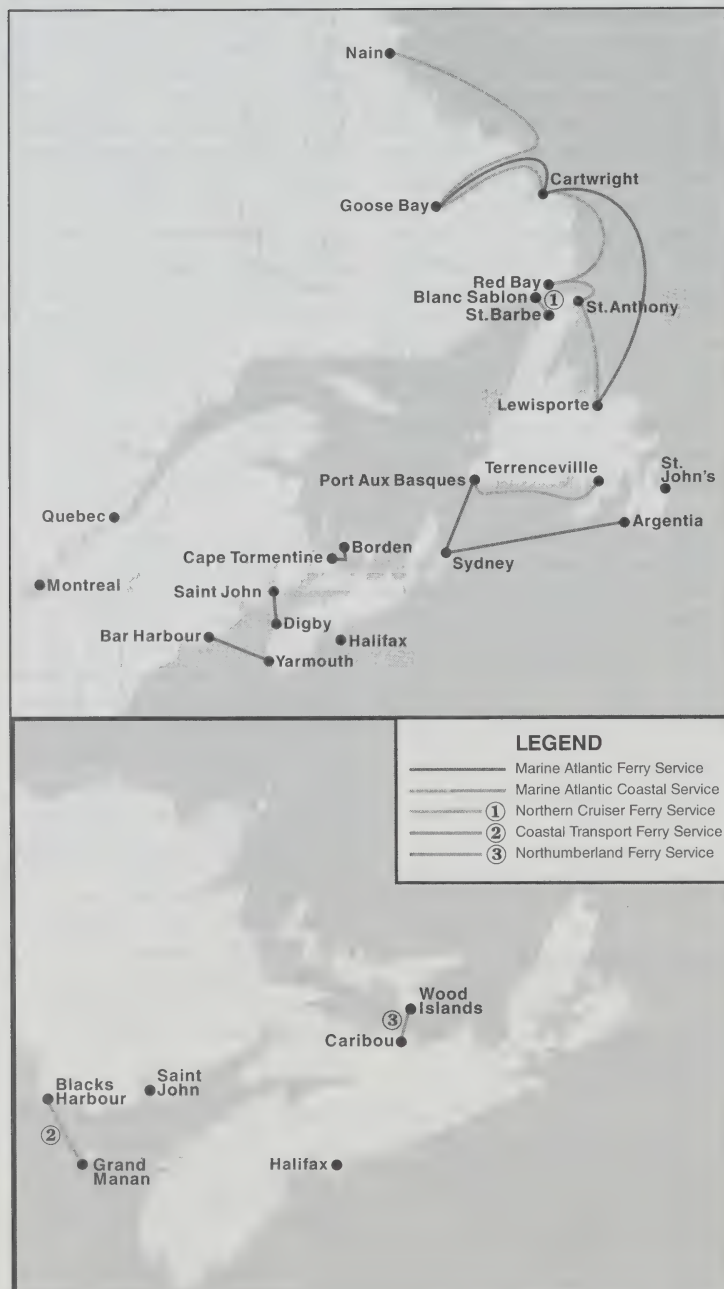 Nain
Cartwright
Goose Bay
Red Bay
Blanc Sablon
①
St. Anthony
St. Barbe
Lewisporte
Port Aux Basques
Terrencevillle
St.
John's
Quebec
Argentia
Borden
Cape Tormentine
Sydney
Montreal
Saint John
Digby
Bar Harbour
Halifax
Yarmouth
LEGEND
Marine Atlantic Ferry Service
Marine Atlantic Coastal Service
① Northern Cruiser Ferry Service
② Coastal Transport Ferry Service
③ Northumberland Ferry Service
Wood
Islands
③
Caribou
Saint
John
Blacks
Harbour
②
Grand
Manan
Halifax